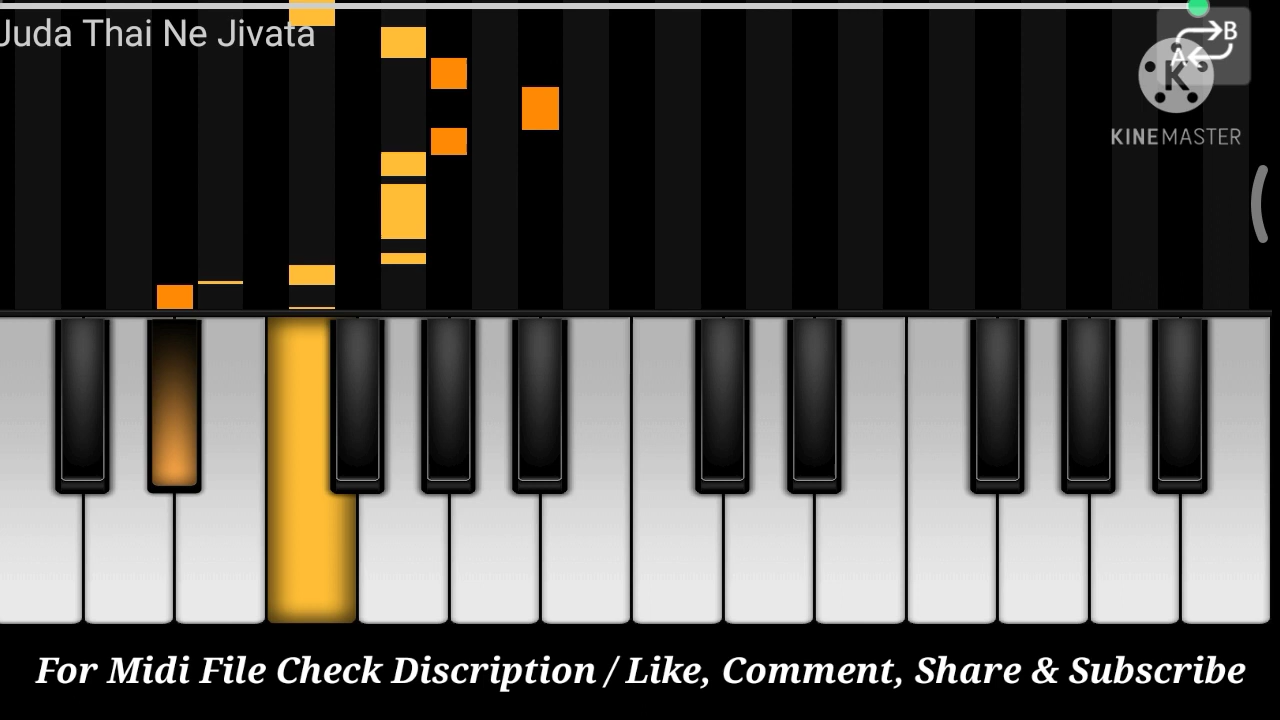 Juda Thai Ne Jivata
B
A
K
KINEMASTER
For Midi File Check Discription / Like, Comment, Share & Subscribe